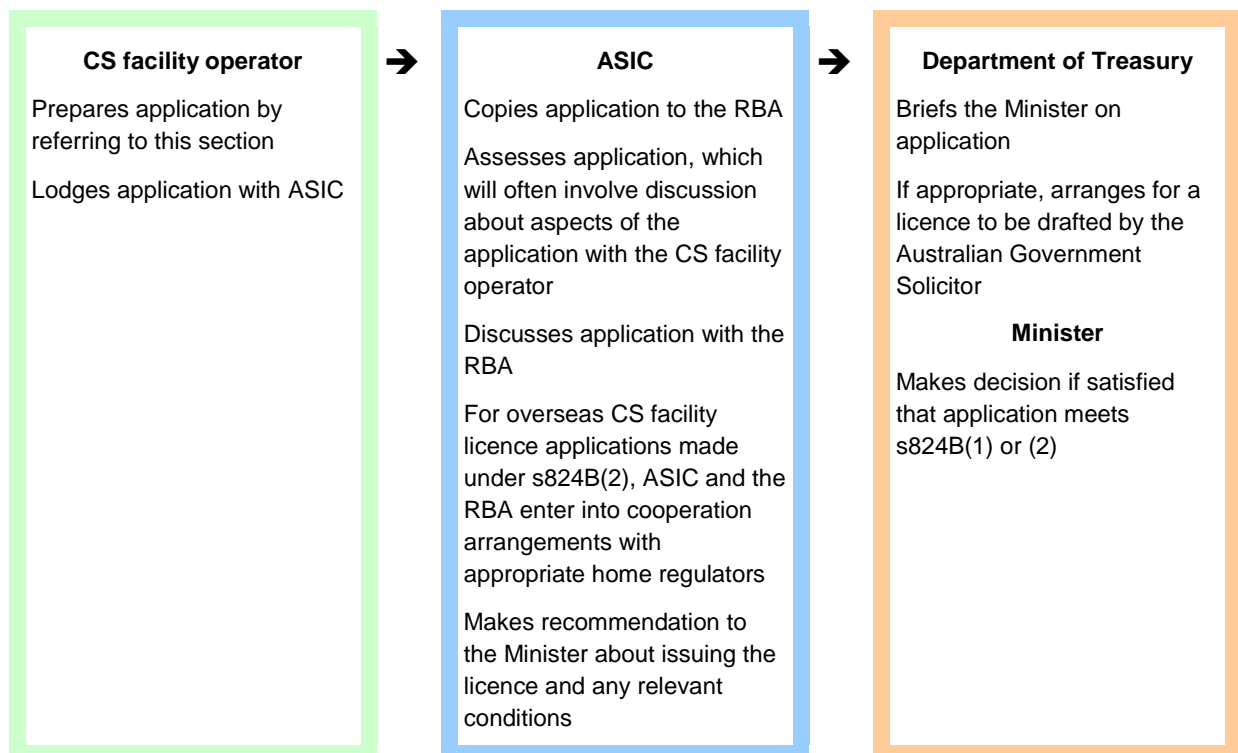 CS facility operator
Prepares application by
referring to this section
Lodges application with ASIC
➔
ASIC
Copies application to the RBA
Assesses application, which
will often involve discussion
about aspects of the
application with the CS facility
operator
Discusses application with the
RBA
For overseas CS facility
licence applications made
under s824B(2), ASIC and the
RBA enter into cooperation
arrangements with
appropriate home regulators
Makes recommendation to
the Minister about issuing the
licence and any relevant
conditions
➔
Department of Treasury
Briefs the Minister on
application
If appropriate, arranges for a
licence to be drafted by the
Australian Government
Solicitor
Minister
Makes decision if satisfied
that application meets
s824B(1) or (2)